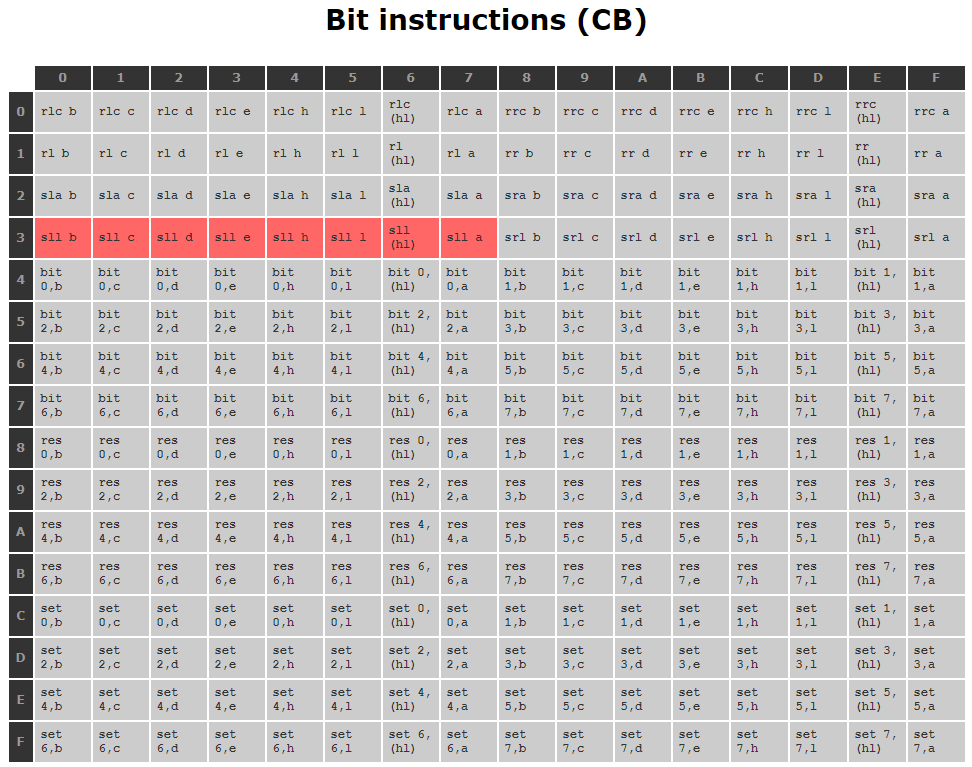 Bit instructions (CB)
0 1 2 3 4 5 6 7 8 9 A B C D E F
0 rlc b rlc c rlc d rlc e rlc h rlc l rlc (hl) rlc a rrc b rrc c rrc d rrc e rrc h rrc l rrc (hl) rrc a
1 rl b rl c rl d rl e rl h rl l rl (hl) rl a rr b rr c rr d rr e rr h rr l rr (hl) rr a
2 sla b sla c sla d sla e sla h sla l sla (hl) sla a sra b sra c sra d sra e sra h sra l sra (hl) sra a
3 sll b sll c sll d sll e sll h sll l sll (hl) sll a srl b srl c srl d srl e srl h srl l srl (hl) srl a
4 bit 0,b bit 0,c bit 0,d bit 0,e bit 0,h bit 0,l bit 0,(hl) bit 0,a bit 1,b bit 1,c bit 1,d bit 1,e bit 1,h bit 1,l bit 1,(hl) bit 1,a
5 bit 2,b bit 2,c bit 2,d bit 2,e bit 2,h bit 2,l bit 2,(hl) bit 2,a bit 3,b bit 3,c bit 3,d bit 3,e bit 3,h bit 3,l bit 3,(hl) bit 3,a
6 bit 4,b bit 4,c bit 4,d bit 4,e bit 4,h bit 4,l bit 4,(hl) bit 4,a bit 5,b bit 5,c bit 5,d bit 5,e bit 5,h bit 5,l bit 5,(hl) bit 5,a
7 bit 6,b bit 6,c bit 6,d bit 6,e bit 6,h bit 6,l bit 6,(hl) bit 6,a bit 7,b bit 7,c bit 7,d bit 7,e bit 7,h bit 7,l bit 7,(hl) bit 7,a
8 res 0,b res 0,c res 0,d res 0,e res 0,h res 0,l res 0,(hl) res 0,a res 1,b res 1,c res 1,d res 1,e res 1,h res 1,l res 1,(hl) res 1,a
9 res 2,b res 2,c res 2,d res 2,e res 2,h res 2,l res 2,(hl) res 2,a res 3,b res 3,c res 3,d res 3,e res 3,h res 3,l res 3,(hl) res 3,a
A res 4,b res 4,c res 4,d res 4,e res 4,h res 4,l res 4,(hl) res 4,a res 5,b res 5,c res 5,d res 5,e res 5,h res 5,l res 5,(hl) res 5,a
B res 6,b res 6,c res 6,d res 6,e res 6,h res 6,l res 6,(hl) res 6,a res 7,b res 7,c res 7,d res 7,e res 7,h res 7,l res 7,(hl) res 7,a
C set 0,b set 0,c set 0,d set 0,e set 0,h set 0,l set 0,(hl) set 0,a set 1,b set 1,c set 1,d set 1,e set 1,h set 1,l set 1,(hl) set 1,a
D set 2,b set 2,c set 2,d set 2,e set 2,h set 2,l set 2,(hl) set 2,a set 3,b set 3,c set 3,d set 3,e set 3,h set 3,l set 3,(hl) set 3,a
E set 4,b set 4,c set 4,d set 4,e set 4,h set 4,l set 4,(hl) set 4,a set 5,b set 5,c set 5,d set 5,e set 5,h set 5,l set 5,(hl) set 5,a
F set 6,b set 6,c set 6,d set 6,e set 6,h set 6,l set 6,(hl) set 6,a set 7,b set 7,c set 7,d set 7,e set 7,h set 7,l set 7,(hl) set 7,a